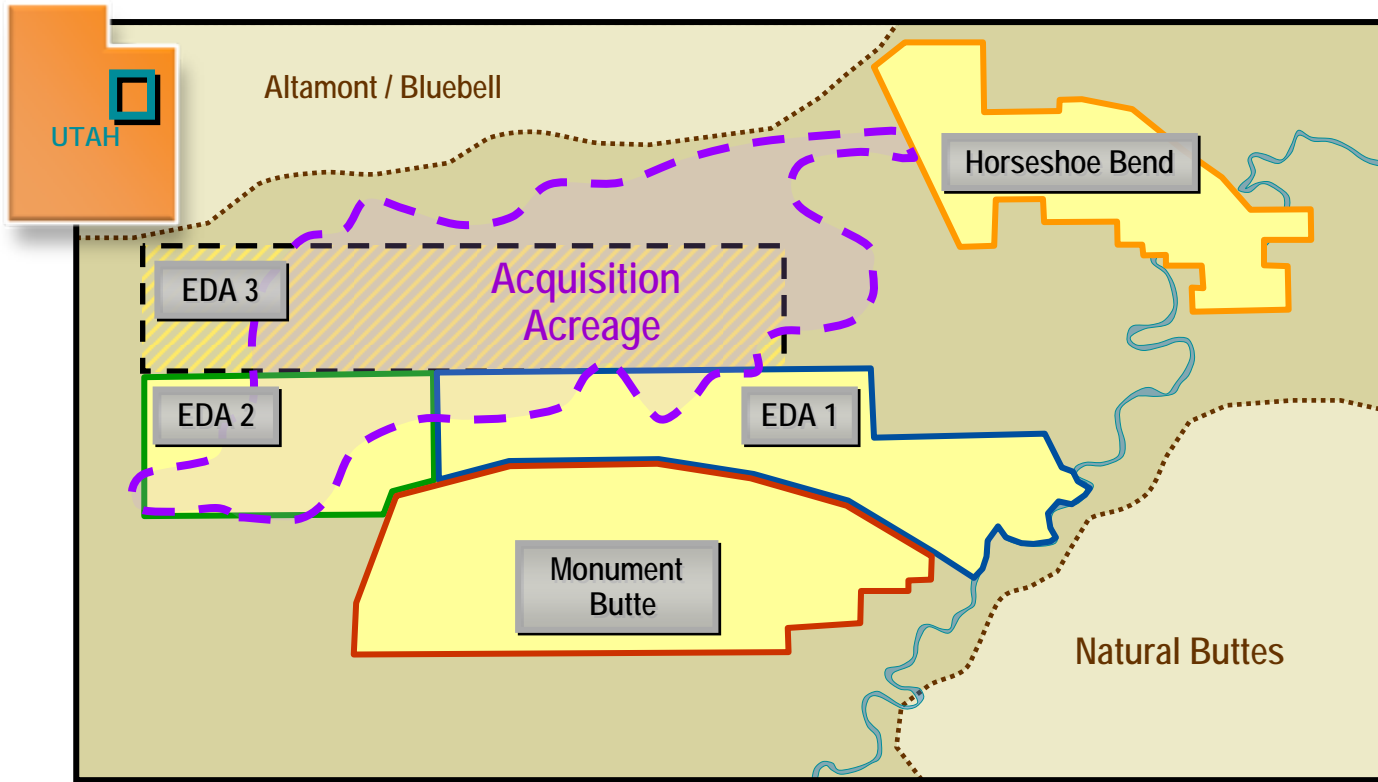 UTAH
Altamont / Bluebell
Horseshoe Bend
EDA 3
Acquisition
Acreage
EDA 2
EDA 1
Monument
Butte
Natural Buttes